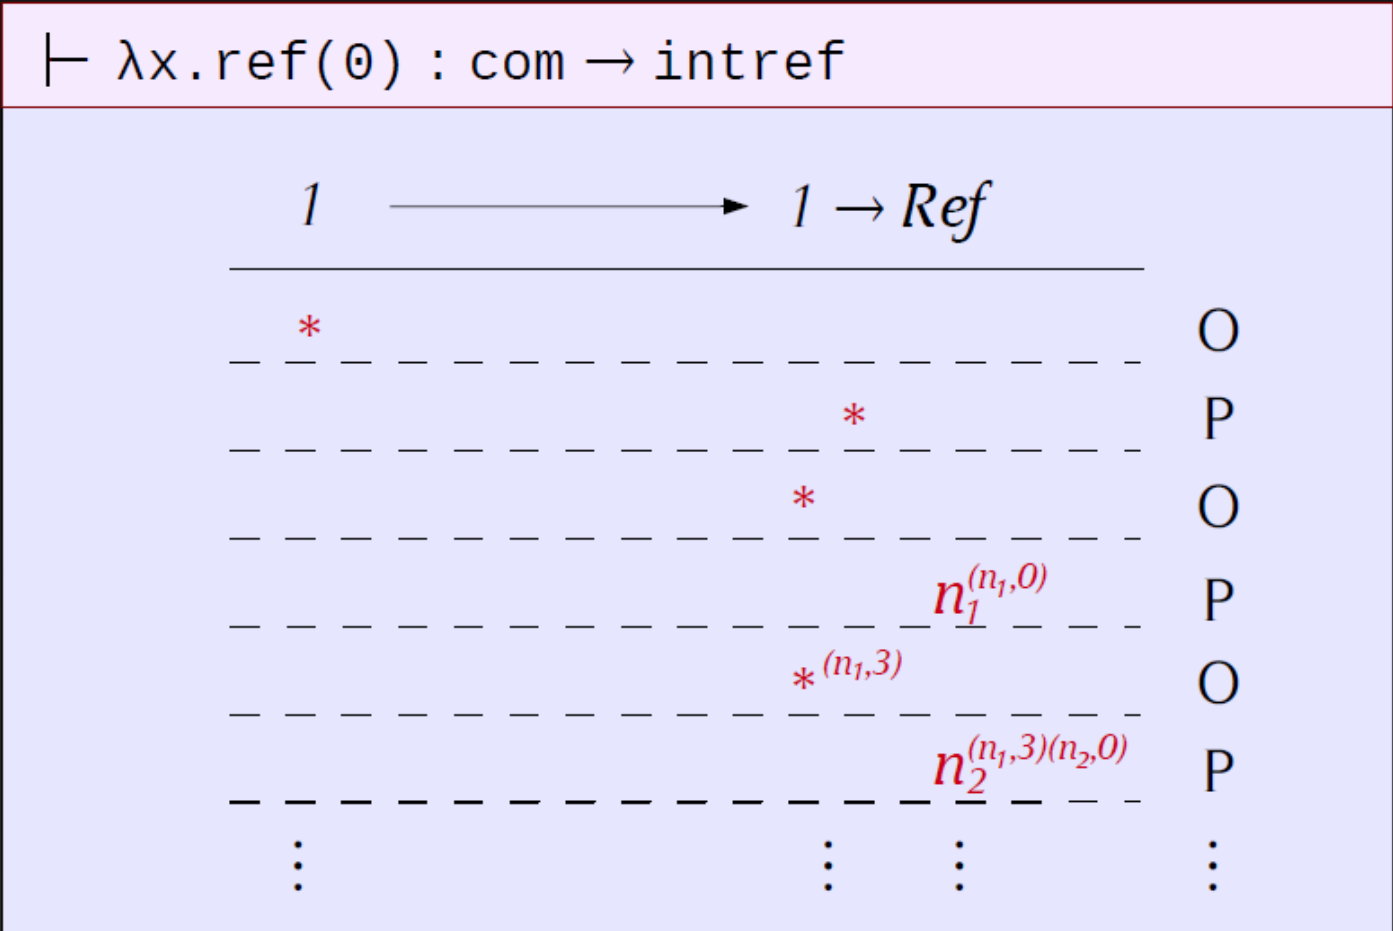 ⊢ λx.ref(0) : com → intref
1 → 1 → Ref
* O
* P
* O
n₁^(n₁,0) P
*^(n₁,3) O
n₂^(n₁,3)(n₂,0) P
⋮ ⋮ ⋮ ⋮